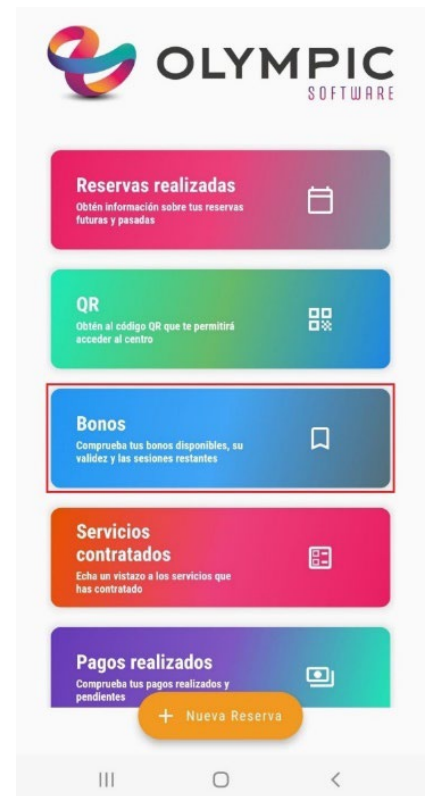 OLYMPIC
SOFTWARE
Reservas realizadas
Obtén información sobre tus reservas
futuras y pasadas
QR
Obtén al código QR que te permitirá
acceder al centro
Bonos
Comprueba tus bonos disponibles, su
validez y las sesiones restantes
Servicios
contratados
Echa un vistazo a los servicios que
has contratado
Pagos realizados
Comprueba tus pagos realizados y
pendientes
+ Nueva Reserva